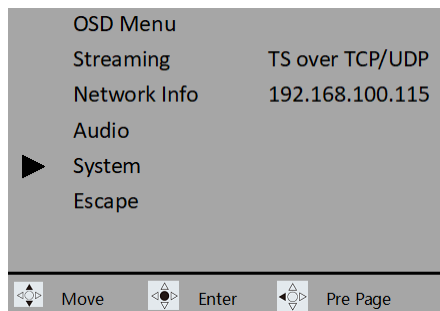 OSD Menu
Streaming TS over TCP/UDP
Network Info 192.168.100.115
Audio
System
Escape
Move Enter Pre Page